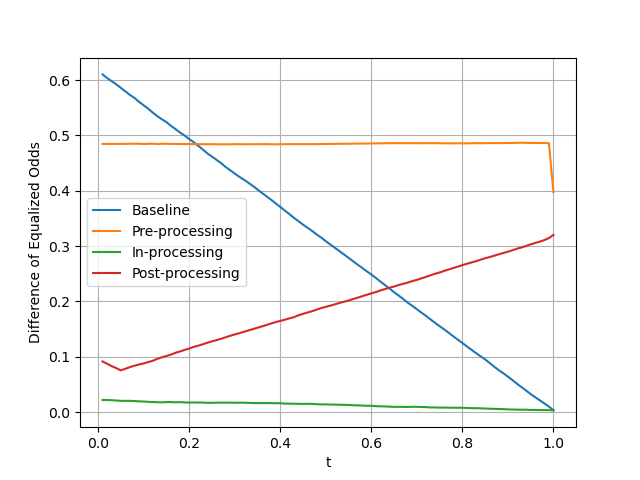 0.6
0.5
0.4
0.3
0.2
0.1
0.0
Difference of Equalized Odds
Baseline
Pre-processing
In-processing
Post-processing
0.0 0.2 0.4 0.6 0.8 1.0
t